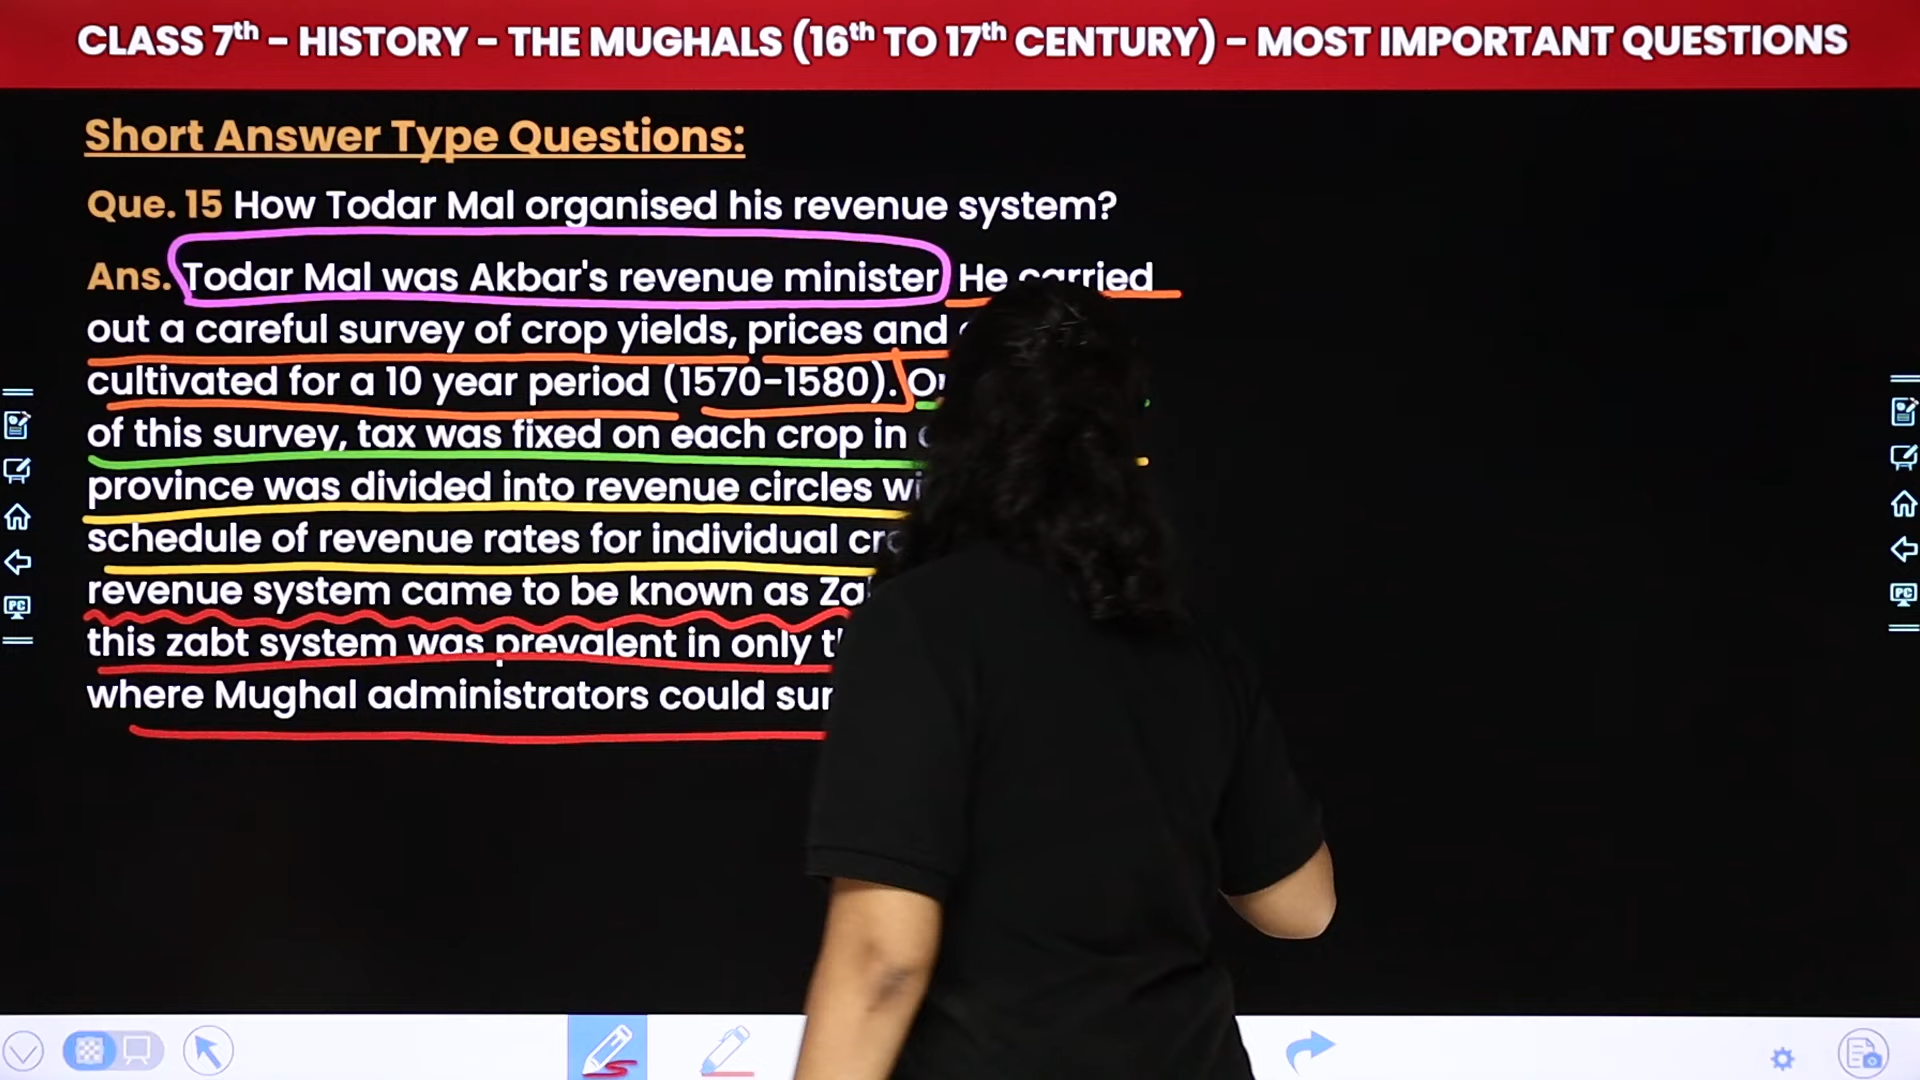 CLASS 7th - HISTORY - THE MUGHALS (16th TO 17th CENTURY) - MOST IMPORTANT QUESTIONS
Short Answer Type Questions:
Que. 15 How Todar Mal organised his revenue system?
Ans. Todar Mal was Akbar's revenue minister He carried
out a careful survey of crop yields, prices and
cultivated for a 10 year period (1570-1580).
of this survey, tax was fixed on each crop in
province was divided into revenue circles
schedule of revenue rates for individual
revenue system came to be known as
this zabt system was prevalent in only
where Mughal administrators could
PC
PC